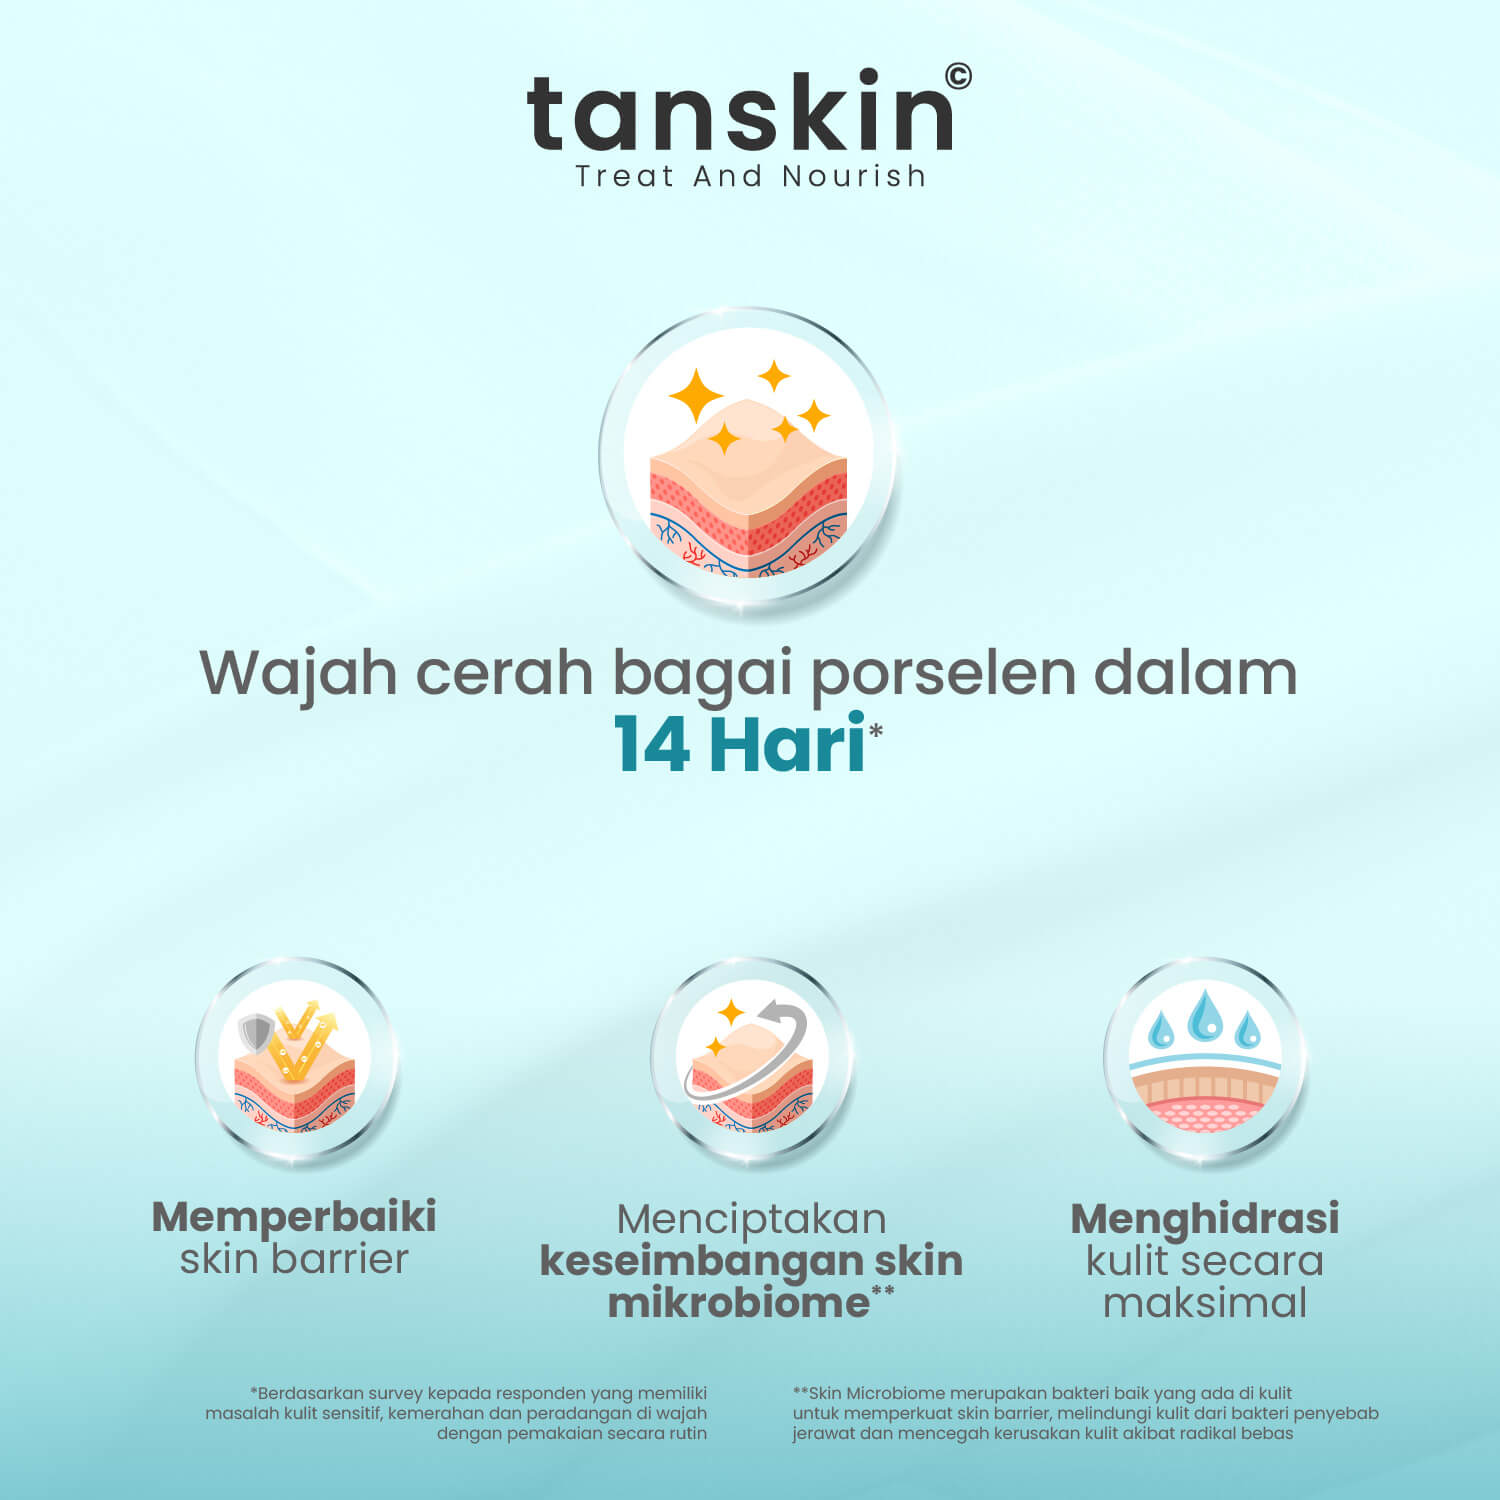 tanskin©
Treat And Nourish
Wajah cerah bagai porselen dalam
14 Hari*
Memperbaiki
skin barrier
Menciptakan
keseimbangan skin
mikrobiome**
Menghidrasi
kulit secara
maksimal
*Berdasarkan survey kepada responden yang memiliki
masalah kulit sensitif, kemerahan dan peradangan di wajah
dengan pemakaian secara rutin
**Skin Microbiome merupakan bakteri baik yang ada di kulit
untuk memperkuat skin barrier, melindungi kulit dari bakteri penyebab
jerawat dan mencegah kerusakan kulit akibat radikal bebas